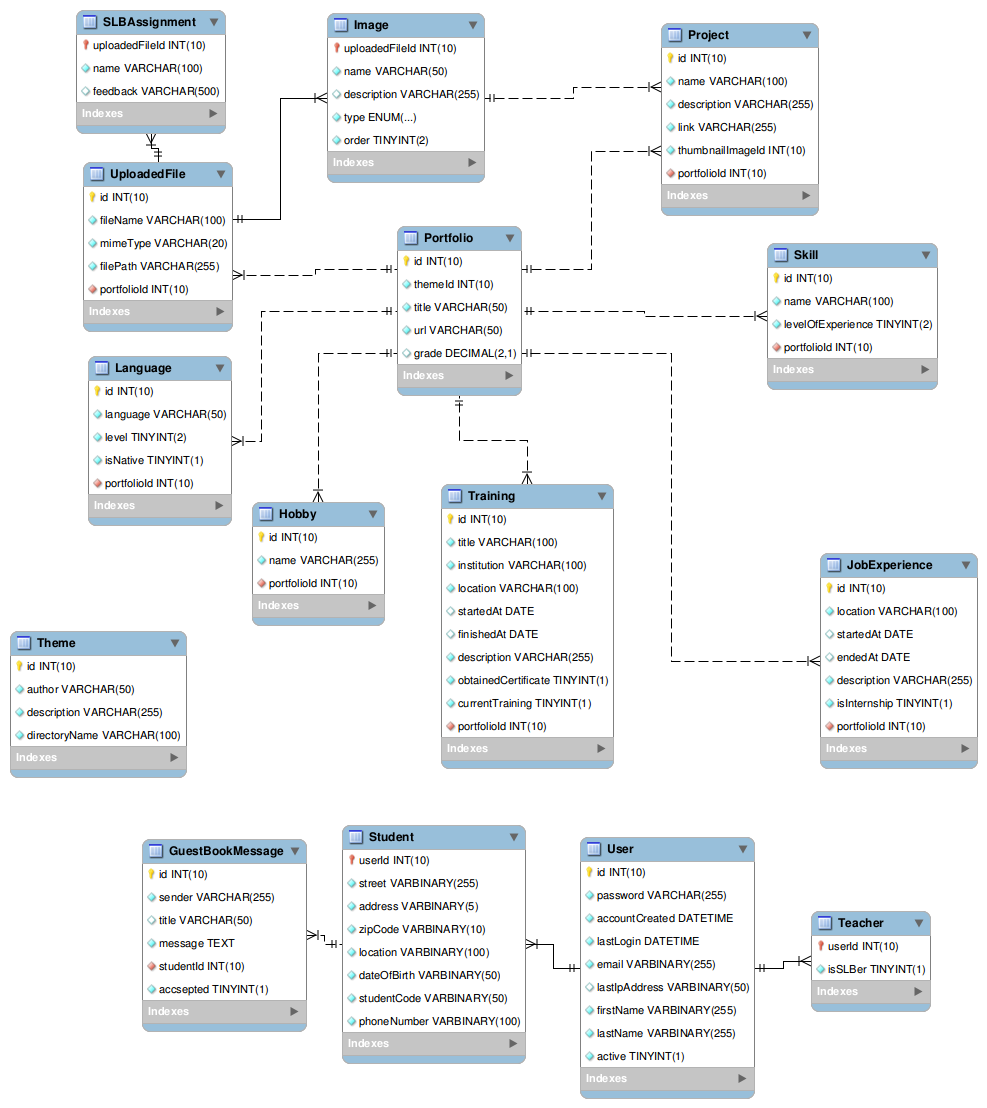 SLBAssignment
uploadedFileId INT(10)
name VARCHAR(100)
feedback VARCHAR(500)
Indexes
Image
uploadedFileId INT(10)
name VARCHAR(50)
description VARCHAR(255)
type ENUM(...)
order TINYINT(2)
Indexes
Project
id INT(10)
name VARCHAR(100)
description VARCHAR(255)
link VARCHAR(255)
thumbnailImageId INT(10)
portfolioId INT(10)
Indexes
UploadedFile
id INT(10)
fileName VARCHAR(100)
mimeType VARCHAR(20)
filePath VARCHAR(255)
portfolioId INT(10)
Indexes
Portfolio
id INT(10)
themeId INT(10)
title VARCHAR(50)
url VARCHAR(50)
grade DECIMAL(2,1)
Indexes
Skill
id INT(10)
name VARCHAR(100)
levelOfExperience TINYINT(2)
portfolioId INT(10)
Indexes
Language
id INT(10)
language VARCHAR(50)
level TINYINT(2)
isNative TINYINT(1)
portfolioId INT(10)
Indexes
Hobby
id INT(10)
name VARCHAR(255)
portfolioId INT(10)
Indexes
Training
id INT(10)
title VARCHAR(100)
institution VARCHAR(100)
location VARCHAR(100)
startedAt DATE
finishedAt DATE
description VARCHAR(255)
obtainedCertificate TINYINT(1)
currentTraining TINYINT(1)
portfolioId INT(10)
Indexes
JobExperience
id INT(10)
location VARCHAR(100)
startedAt DATE
endedAt DATE
description VARCHAR(255)
isInternship TINYINT(1)
portfolioId INT(10)
Indexes
Theme
id INT(10)
author VARCHAR(50)
description VARCHAR(255)
directoryName VARCHAR(100)
Indexes
GuestBookMessage
id INT(10)
sender VARCHAR(255)
title VARCHAR(50)
message TEXT
studentId INT(10)
accsepted TINYINT(1)
Indexes
Student
userId INT(10)
street VARBINARY(255)
address VARBINARY(5)
zipCode VARBINARY(10)
location VARBINARY(100)
dateOfBirth VARBINARY(50)
studentCode VARBINARY(50)
phoneNumber VARBINARY(100)
Indexes
User
id INT(10)
password VARCHAR(255)
accountCreated DATETIME
lastLogin DATETIME
email VARBINARY(255)
lastIpAddress VARBINARY(50)
firstName VARBINARY(255)
lastName VARBINARY(255)
active TINYINT(1)
Indexes
Teacher
userId INT(10)
isSLBer TINYINT(1)
Indexes